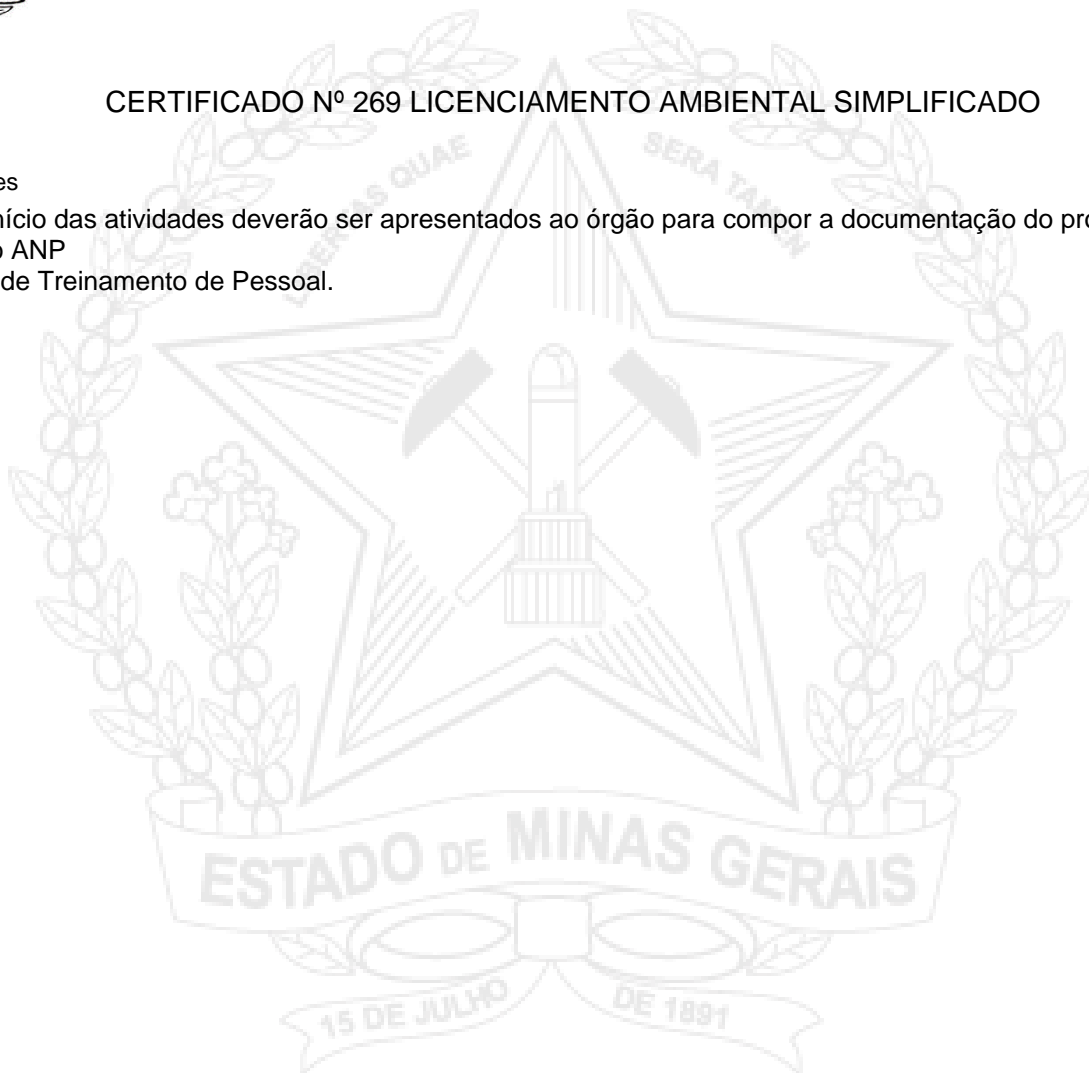 CERTIFICADO Nº 269 LICENCIAMENTO AMBIENTAL SIMPLIFICADO
LIBERTAS QUAE SERA TAMEN
es
nício das atividades deverão ser apresentados ao órgão para compor a documentação do pro
o ANP
de Treinamento de Pessoal.
ESTADO DE MINAS GERAIS
15 DE JULHO DE 1891